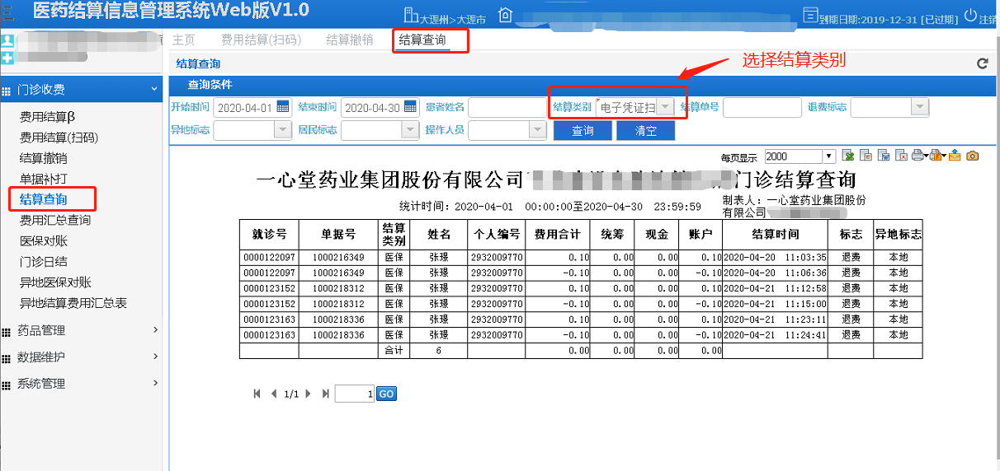 医药结算信息管理系统Web版V1.0
大理州>大理市
到期日期:2019-12-31 [已过期]
注销
主页 费用结算(扫码) 结算撤销 结算查询
结算查询
选择结算类别
查询条件
开始时间 2020-04-01 结束时间 2020-04-30 患者姓名 结算类别 电子凭证扫 结算单号 退费标志
异地标志 居民标志 操作人员 查询 清空
门诊收费
费用结算β
费用结算(扫码)
结算撤销
单据补打
结算查询
费用汇总查询
医保对账
门诊日结
异地医保对账
异地结算费用汇总表
药品管理
数据维护
系统管理
每页显示 2000
一心堂药业集团股份有限公司 门诊结算查询
统计时间: 2020-04-01 00:00:00至2020-04-30 23:59:59
制表人: 一心堂药业集团股份
有限公司
就诊号 单据号 结算类别 姓名 个人编号 费用合计 统筹 现金 账户 结算时间 标志 异地标志
0000122097 1000216349 医保 张璟 2932009770 0.10 0.00 0.00 0.10 2020-04-20 11:03:35 退费 本地
0000122097 1000216349 医保 张璟 2932009770 -0.10 0.00 0.00 -0.10 2020-04-20 11:06:36 退费 本地
0000123152 1000218312 医保 张璟 2932009770 0.10 0.00 0.00 0.10 2020-04-21 11:12:58 退费 本地
0000123152 1000218312 医保 张璟 2932009770 -0.10 0.00 0.00 -0.10 2020-04-21 11:15:00 退费 本地
0000123163 1000218336 医保 张璟 2932009770 0.10 0.00 0.00 0.10 2020-04-21 11:23:11 退费 本地
0000123163 1000218336 医保 张璟 2932009770 -0.10 0.00 0.00 -0.10 2020-04-21 11:24:41 退费 本地
合计 6 0.00 0.00 0.00 0.00
1/1 1 GO